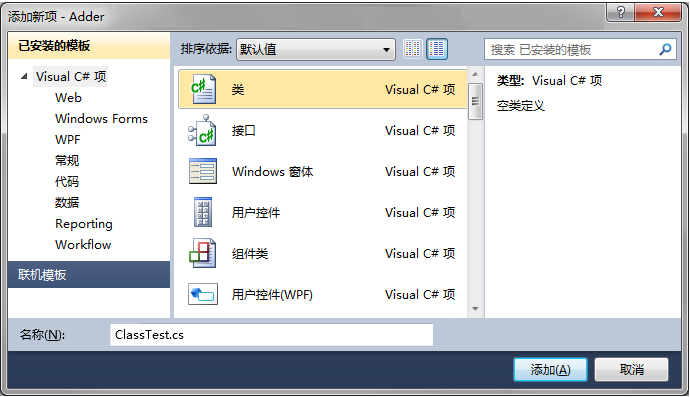 添加新项 - Adder
已安装的模板
Visual C# 项
Web
Windows Forms
WPF
常规
代码
数据
Reporting
Workflow
联机模板
排序依据: 默认值
类 Visual C# 项
接口 Visual C# 项
Windows 窗体 Visual C# 项
用户控件 Visual C# 项
组件类 Visual C# 项
用户控件(WPF) Visual C# 项
搜索 已安装的模板
类型: Visual C# 项
空类定义
名称(N): ClassTest.cs
添加(A) 取消